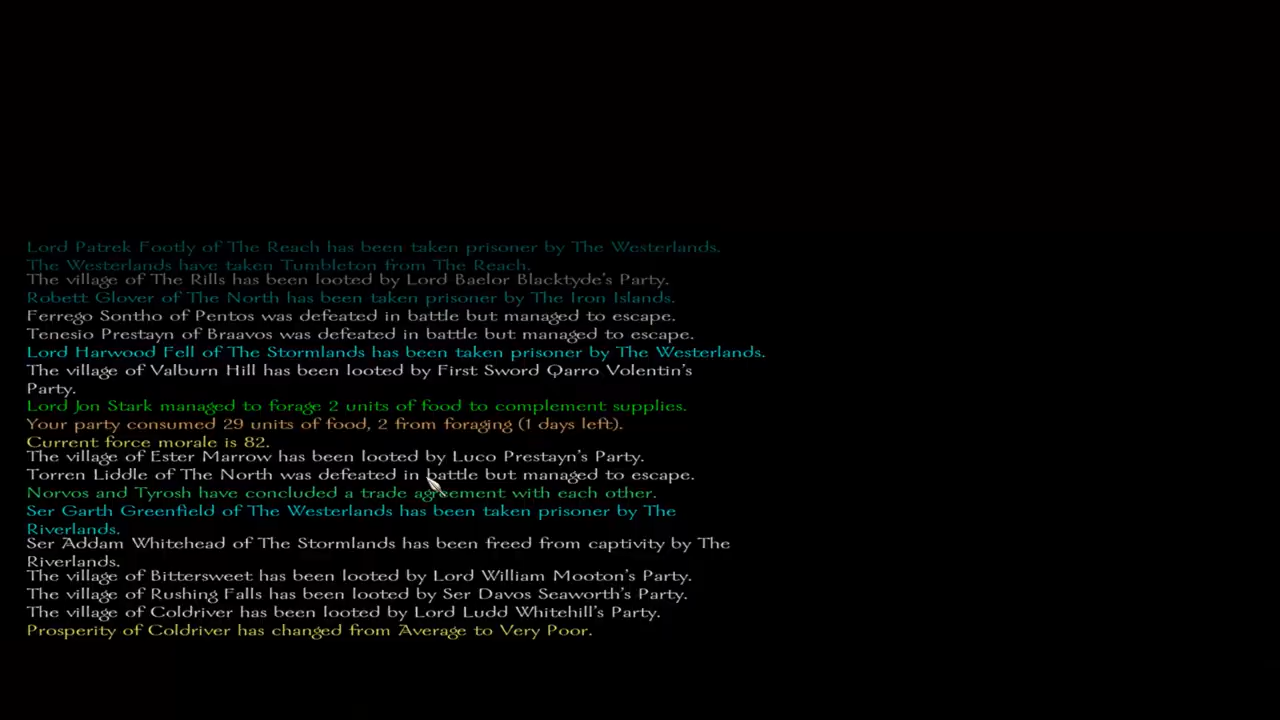 Lord Patrek Footly of The Reach has been taken prisoner by The Westerlands.
The Westerlands have taken Tumbleton from The Reach.
The village of The Rills has been looted by Lord Baelor Blacktyde's Party.
Robett Glover of The North has been taken prisoner by The Iron Islands.
Ferrego Sontho of Pentos was defeated in battle but managed to escape.
Tenesio Prestayn of Braavos was defeated in battle but managed to escape.
Lord Harwood Fell of The Stormlands has been taken prisoner by The Westerlands.
The village of Valburn Hill has been looted by First Sword Qarro Volentin's
Party.
Lord Jon Stark managed to forage 2 units of food to complement supplies.
Your party consumed 29 units of food, 2 from foraging (1 days left).
Current force morale is 82.
The village of Ester Marrow has been looted by Luco Prestayn's Party.
Torren Liddle of The North was defeated in battle but managed to escape.
Norvos and Tyrosh have concluded a trade agreement with each other.
Ser Garth Greenfield of The Westerlands has been taken prisoner by The
Riverlands.
Ser Addam Whitehead of The Stormlands has been freed from captivity by The
Riverlands.
The village of Bittersweet has been looted by Lord William Mooton's Party.
The village of Rushing Falls has been looted by Ser Davos Seaworth's Party.
The village of Coldriver has been looted by Lord Ludd Whitehill's Party.
Prosperity of Coldriver has changed from Average to Very Poor.